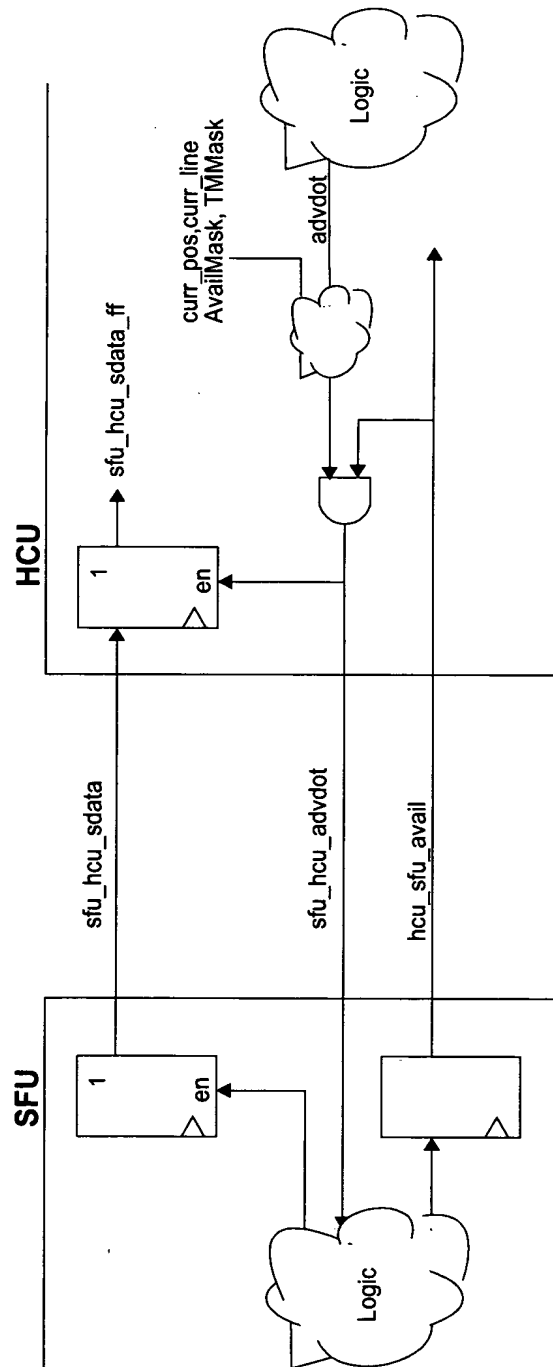 SFU
HCU
1
en
sfu_hcu_sdata
1
en
sfu_hcu_sdata_ff
curr_pos,curr_line
AvailMask, TMMask
sfu_hcu_advdot
advdot
Logic
hcu_sfu_avail
Logic